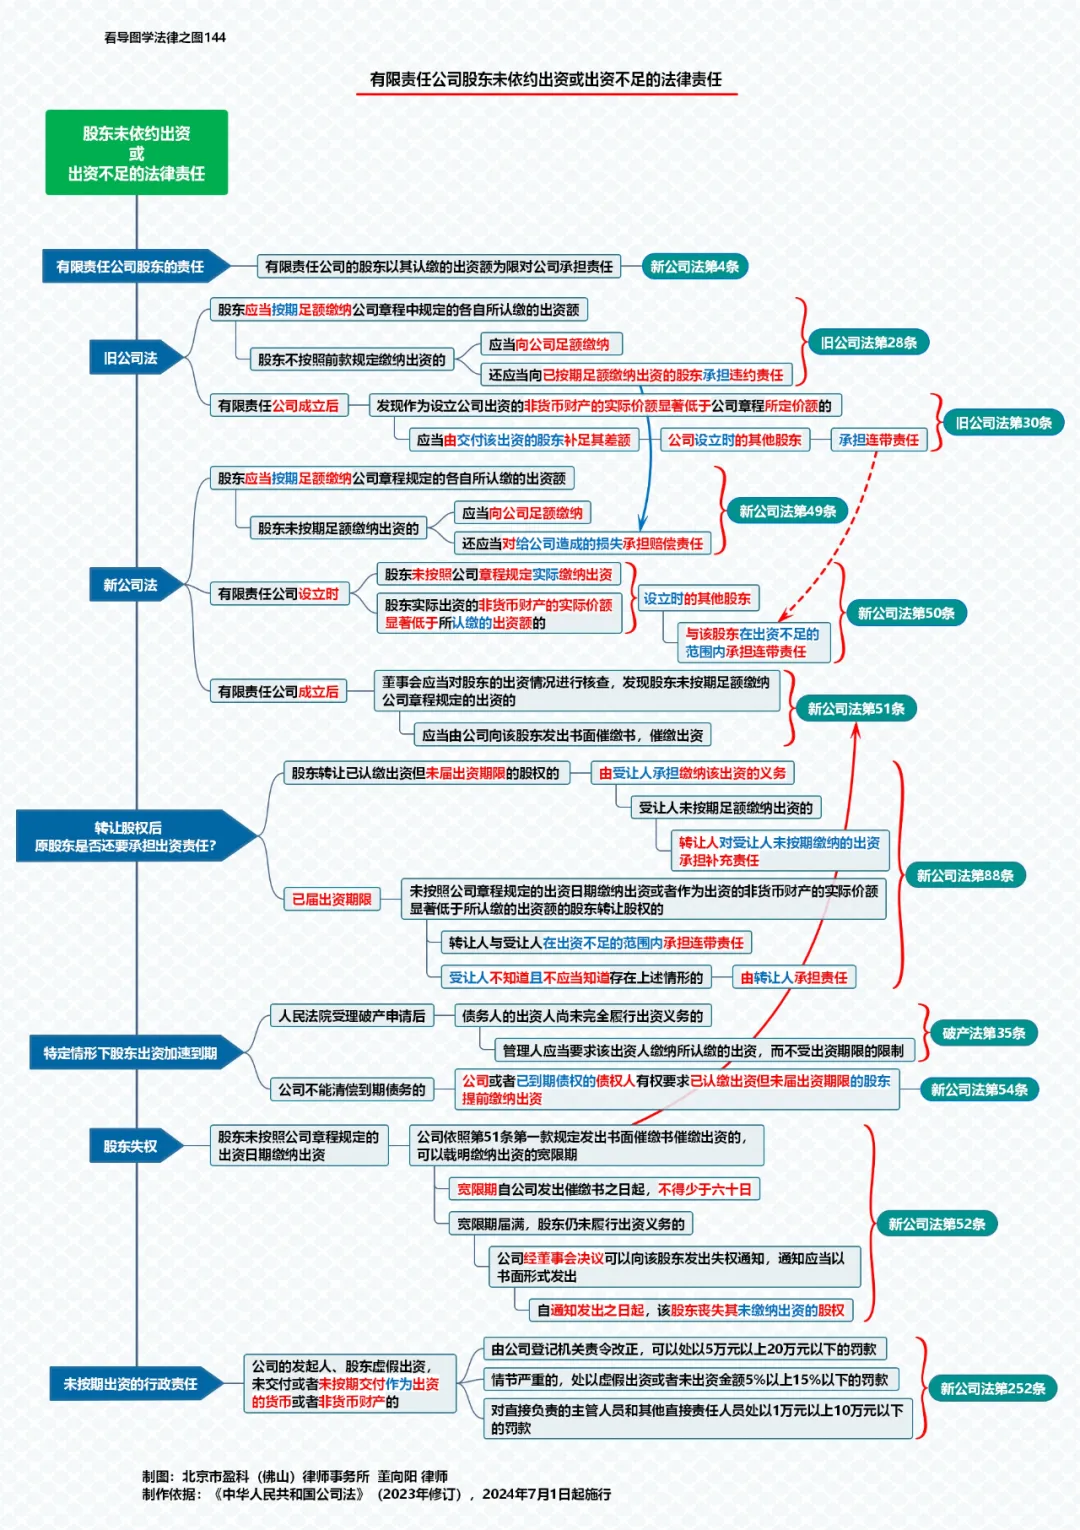 看导图学法律之图144
有限责任公司股东未依约出资或出资不足的法律责任
股东未依约出资
或
出资不足的法律责任
有限责任公司股东的责任
有限责任公司的股东以其认缴的出资额为限对公司承担责任
新公司法第4条
旧公司法
股东应当按期足额缴纳公司章程中规定的各自所认缴的出资额
股东不按照前款规定缴纳出资的
应当向公司足额缴纳
还应当向已按期足额缴纳出资的股东承担违约责任
旧公司法第28条
有限责任公司成立后
发现作为设立公司出资的非货币财产的实际价额显著低于公司章程所定价额的
应当由交付该出资的股东补足其差额
公司设立时的其他股东
承担连带责任
旧公司法第30条
新公司法
股东应当按期足额缴纳公司章程规定的各自所认缴的出资额
股东未按期足额缴纳出资的
应当向公司足额缴纳
还应当对给公司造成的损失承担赔偿责任
新公司法第49条
有限责任公司设立时
股东未按照公司章程规定实际缴纳出资
股东实际出资的非货币财产的实际价额
显著低于所认缴的出资额的
设立时的其他股东
与该股东在出资不足的
范围内承担连带责任
新公司法第50条
有限责任公司成立后
董事会应当对股东的出资情况进行核查，发现股东未按期足额缴纳
公司章程规定的出资的
应当由公司向该股东发出书面催缴书，催缴出资
新公司法第51条
转让股权后
原股东是否还要承担出资责任？
股东转让已认缴出资但未届出资期限的股权的
由受让人承担缴纳该出资的义务
受让人未按期足额缴纳出资的
转让人对受让人未按期缴纳的出资
承担补充责任
已届出资期限
未按照公司章程规定的出资日期缴纳出资或者作为出资的非货币财产的实际价额
显著低于所认缴的出资额的股东转让股权的
转让人与受让人在出资不足的范围内承担连带责任
受让人不知道且不应当知道存在上述情形的
由转让人承担责任
新公司法第88条
特定情形下股东出资加速到期
人民法院受理破产申请后
债务人的出资人尚未完全履行出资义务的
管理人应当要求该出资人缴纳所认缴的出资，而不受出资期限的限制
破产法第35条
公司不能清偿到期债务的
公司或者已到期债权的债权人有权要求已认缴出资但未届出资期限的股东
提前缴纳出资
新公司法第54条
股东失权
股东未按照公司章程规定的
出资日期缴纳出资
公司依照第51条第一款规定发出书面催缴书催缴出资的，
可以载明缴纳出资的宽限期
宽限期自公司发出催缴书之日起，不得少于六十日
宽限期届满，股东仍未履行出资义务的
公司经董事会决议可以向该股东发出失权通知，通知应当以
书面形式发出
自通知发出之日起，该股东丧失其未缴纳出资的股权
新公司法第52条
未按期出资的行政责任
公司的发起人、股东虚假出资，
未交付或者未按期交付作为出资
的货币或者非货币财产的
由公司登记机关责令改正，可以处以5万元以上20万元以下的罚款
情节严重的，处以虚假出资或者未出资金额5%以上15%以下的罚款
对直接负责的主管人员和其他直接责任人员处以1万元以上10万元以下
的罚款
新公司法第252条
制图：北京市盈科（佛山）律师事务所 董向阳 律师
制作依据：《中华人民共和国公司法》（2023年修订），2024年7月1日起施行